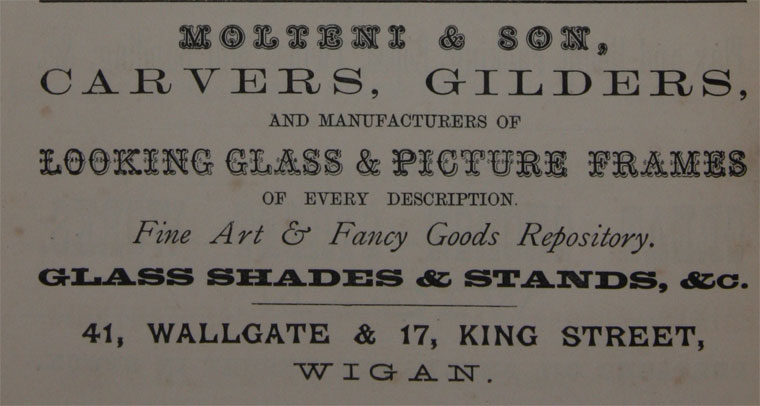 MOLTENI & SON,
CARVERS, GILDERS,
AND MANUFACTURERS OF
LOOKING GLASS & PICTURE FRAMES
OF EVERY DESCRIPTION.
Fine Art & Fancy Goods Repository.
GLASS SHADES & STANDS, &c.
41, WALLGATE & 17, KING STREET,
WIGAN.